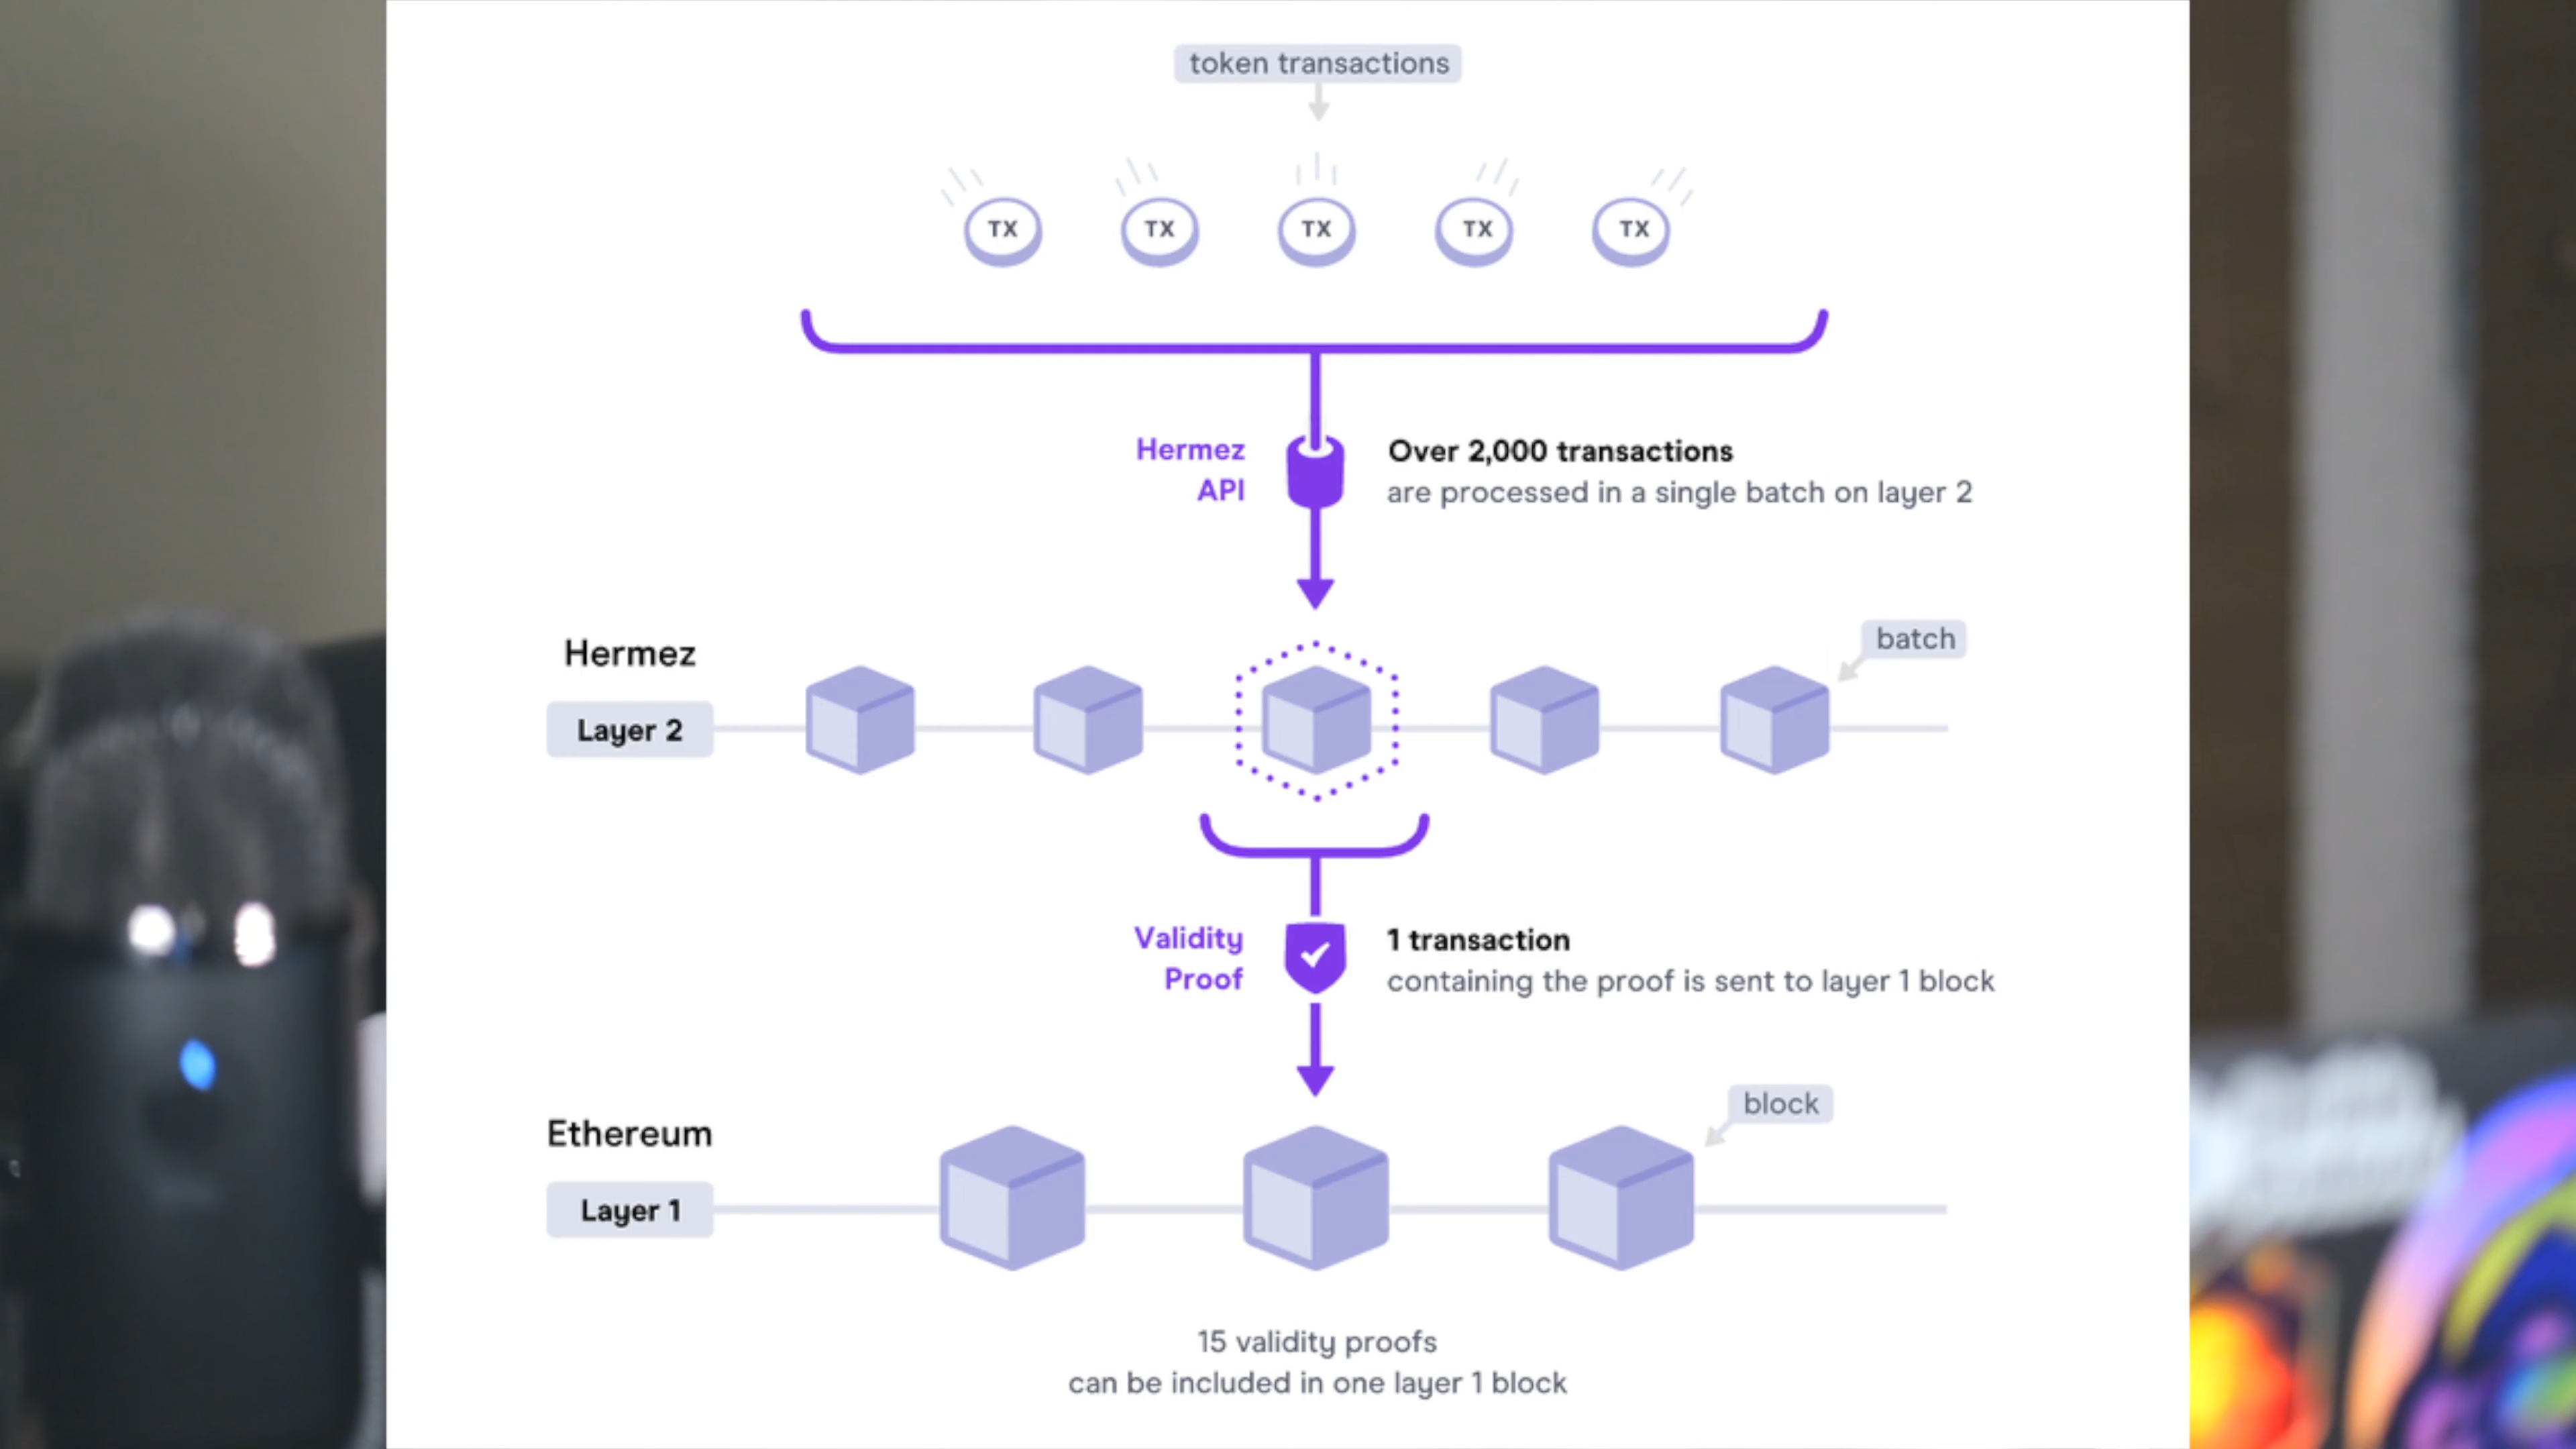 token transactions
TX TX TX TX TX
Hermez
API
Over 2,000 transactions
are processed in a single batch on layer 2
Hermez
Layer 2
batch
Validity
Proof
1 transaction
containing the proof is sent to layer 1 block
Ethereum
Layer 1
block
15 validity proofs
can be included in one layer 1 block